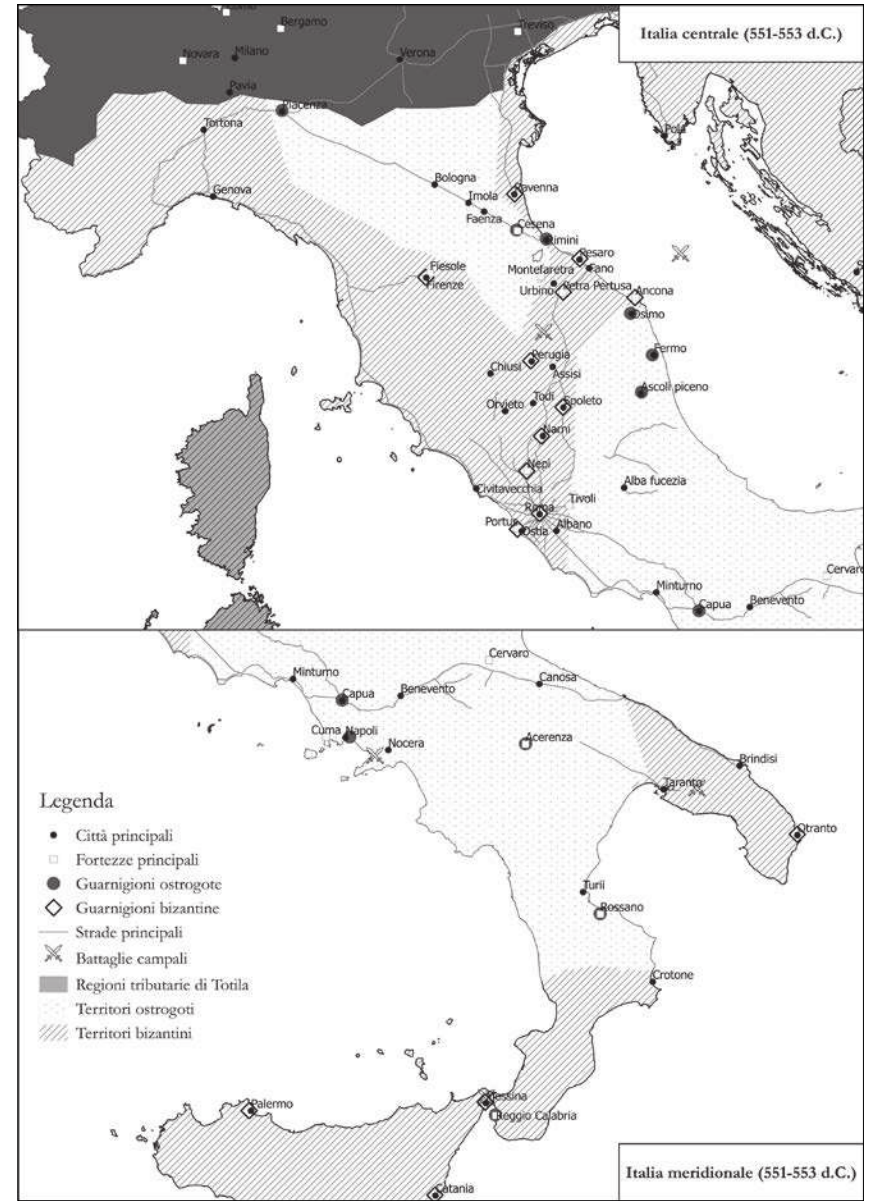 Bergamo
Treviso
Italia centrale (551-553 d.C.)
Novara
Milano
Verona
Pavia
Piacenza
Tortona
Pola
Bologna
Genova
Imola
Ravenna
Faenza
Cesena
Rimini
Pesaro
Fiesole
Montefaretra
Fano
Firenze
Urbino
Petra Pertusa
Ancona
Osimo
Perugia
Fermo
Chiusi
Assisi
Ascoli piceno
Todi
Spoleto
Orvieto
Narni
Nepi
Alba fucezia
Civitavecchia
Tivoli
Roma
Portus
Ostia
Albano
Cervaro
Minturno
Benevento
Capua
Cervaro
Minturno
Canosa
Capua
Benevento
Cuma
Napoli
Acerenza
Nocera
Brindisi
Taranto
Otranto
Legenda
Città principali
Fortezze principali
Guarnigioni ostrogote
Guarnigioni bizantine
Strade principali
Battaglie campali
Regioni tributarie di Totila
Territori ostrogoti
Territori bizantini
Turii
Rossano
Crotone
Palermo
Messina
Reggio Calabria
Catania
Italia meridionale (551-553 d.C.)